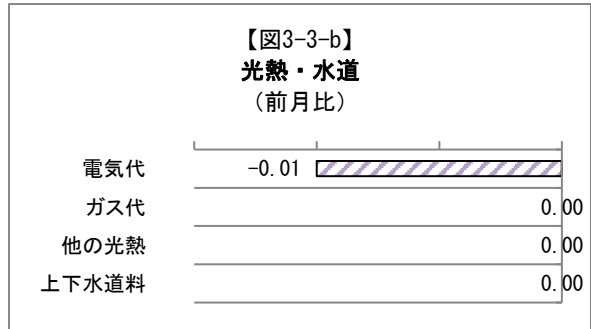 【図3-3-b】
光熱・水道
（前月比）
電気代 -0.01
ガス代 0.00
他の光熱 0.00
上下水道料 0.00